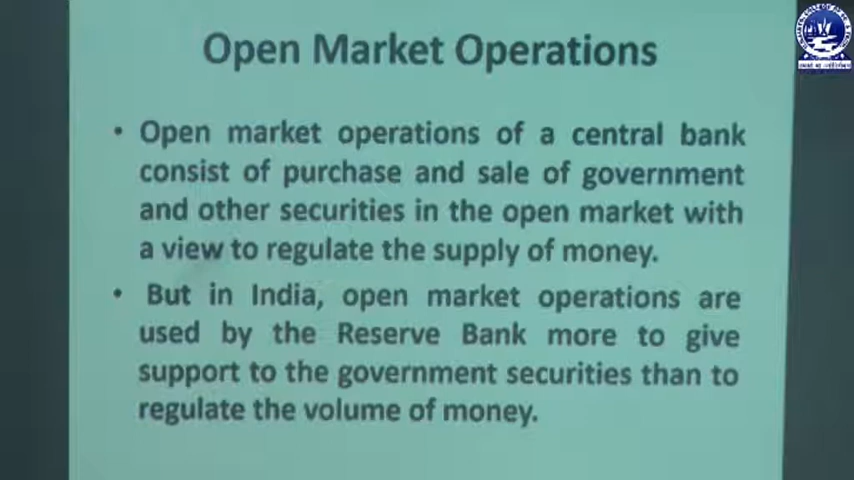 Open Market Operations
• Open market operations of a central bank
consist of purchase and sale of government
and other securities in the open market with
a view to regulate the supply of money.
• But in India, open market operations are
used by the Reserve Bank more to give
support to the government securities than to
regulate the volume of money.